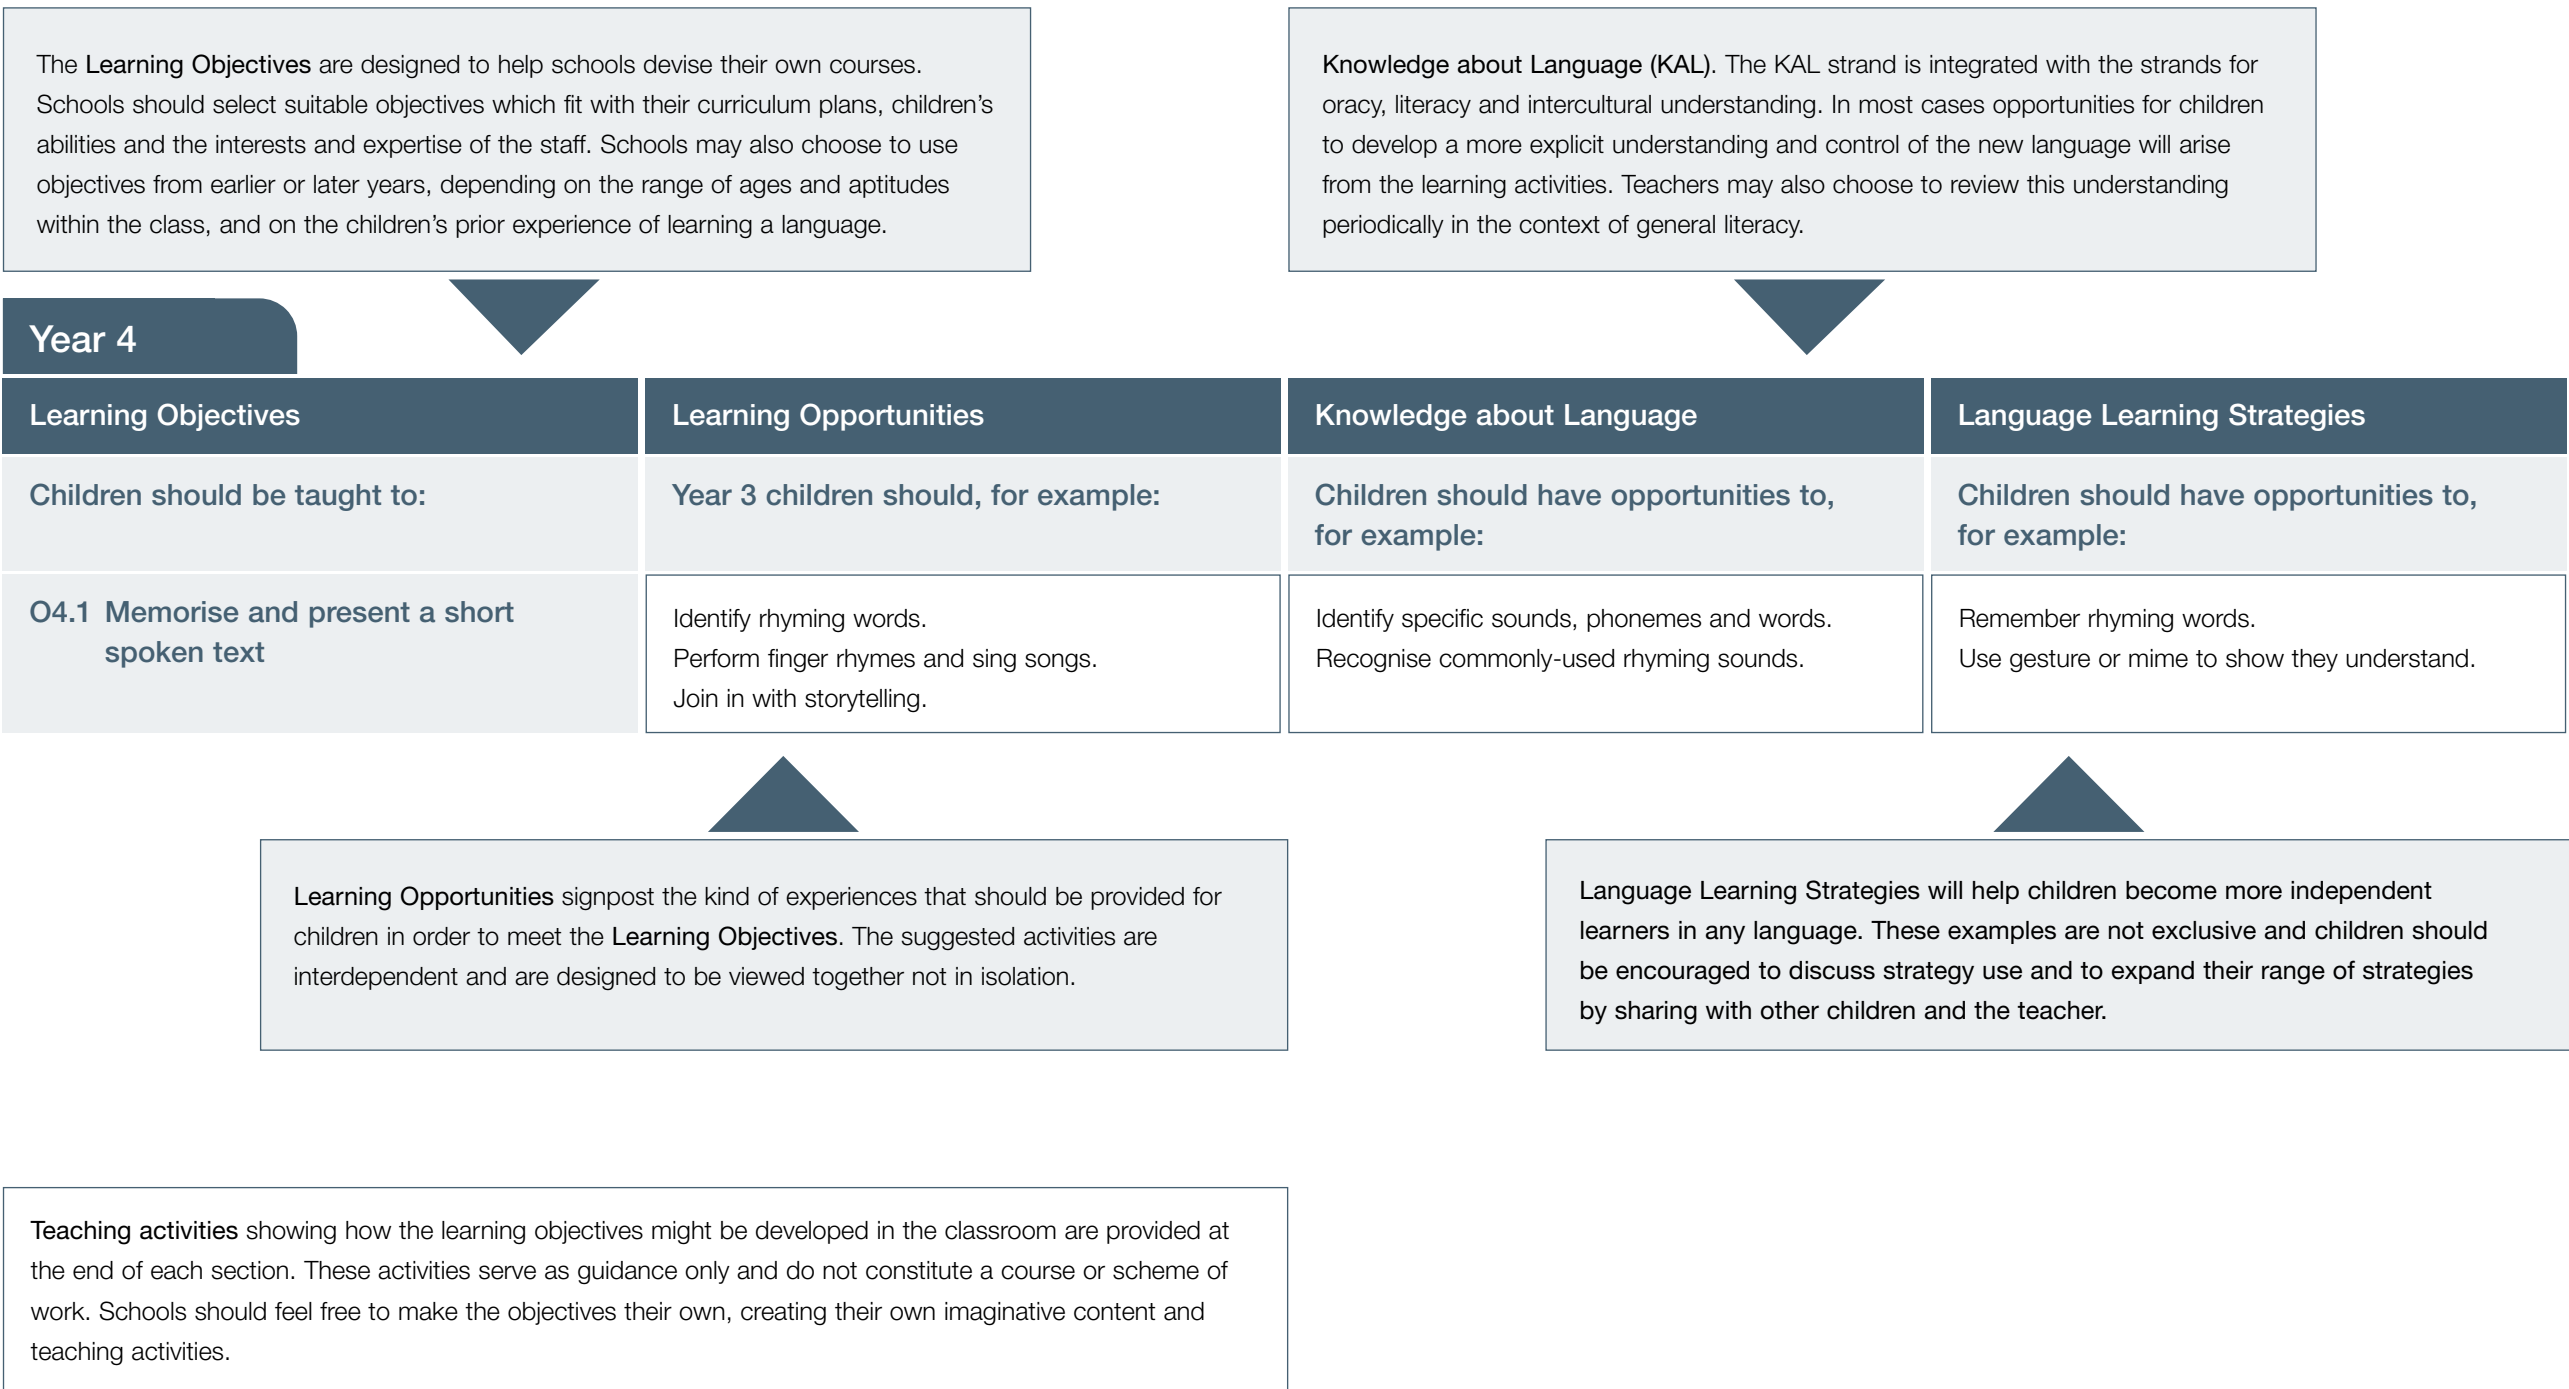 The Learning Objectives are designed to help schools devise their own courses.
Schools should select suitable objectives which fit with their curriculum plans, children’s
abilities and the interests and expertise of the staff. Schools may also choose to use
objectives from earlier or later years, depending on the range of ages and aptitudes
within the class, and on the children’s prior experience of learning a language.
Knowledge about Language (KAL). The KAL strand is integrated with the strands for
oracy, literacy and intercultural understanding. In most cases opportunities for children
to develop a more explicit understanding and control of the new language will arise
from the learning activities. Teachers may also choose to review this understanding
periodically in the context of general literacy.
Year 4
Learning Objectives
Learning Opportunities
Knowledge about Language
Language Learning Strategies
Children should be taught to:
Year 3 children should, for example:
Children should have opportunities to,
for example:
Children should have opportunities to,
for example:
O4.1 Memorise and present a short
spoken text
Identify rhyming words.
Perform finger rhymes and sing songs.
Join in with storytelling.
Identify specific sounds, phonemes and words.
Recognise commonly-used rhyming sounds.
Remember rhyming words.
Use gesture or mime to show they understand.
Learning Opportunities signpost the kind of experiences that should be provided for
children in order to meet the Learning Objectives. The suggested activities are
interdependent and are designed to be viewed together not in isolation.
Language Learning Strategies will help children become more independent
learners in any language. These examples are not exclusive and children should
be encouraged to discuss strategy use and to expand their range of strategies
by sharing with other children and the teacher.
Teaching activities showing how the learning objectives might be developed in the classroom are provided at
the end of each section. These activities serve as guidance only and do not constitute a course or scheme of
work. Schools should feel free to make the objectives their own, creating their own imaginative content and
teaching activities.